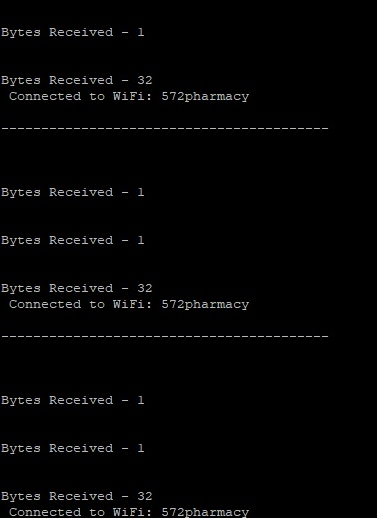 Bytes Received - 1
Bytes Received - 32
Connected to WiFi: 572pharmacy
-----------------------------------------
Bytes Received - 1
Bytes Received - 1
Bytes Received - 32
Connected to WiFi: 572pharmacy
-----------------------------------------
Bytes Received - 1
Bytes Received - 1
Bytes Received - 32
Connected to WiFi: 572pharmacy